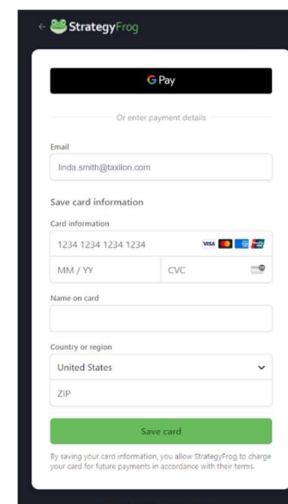 ← StrategyFrog
G Pay
Or enter payment details
Email
linda.smith@taxlion.com
Save card information
Card information
1234 1234 1234 1234 VISA
MM / YY CVC
Name on card
Country or region
United States
ZIP
Save card
By saving your card information, you allow StrategyFrog to charge
your card for future payments in accordance with their terms.